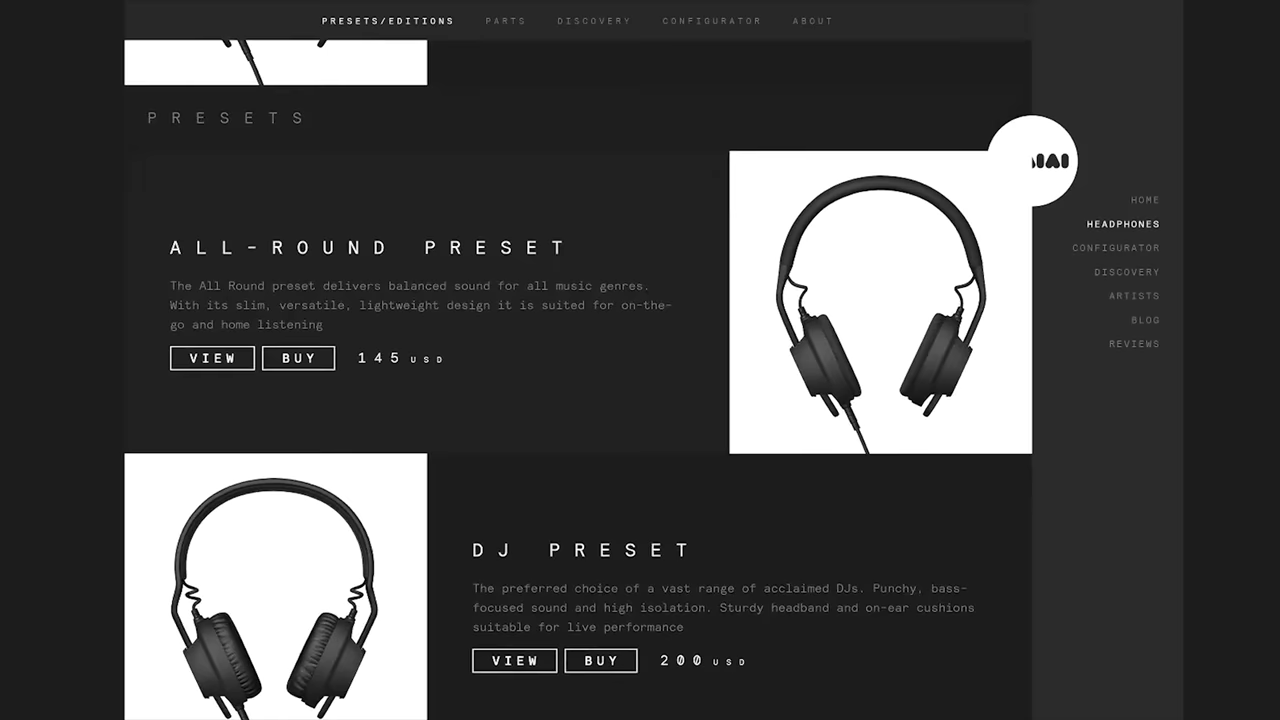 PRESETS/EDITIONS PARTS DISCOVERY CONFIGURATOR ABOUT
PRESETS
ALL-ROUND PRESET
The All Round preset delivers balanced sound for all music genres.
With its slim, versatile, lightweight design it is suited for on-the-
go and home listening
VIEW BUY 145 USD
AIAI
HOME
HEADPHONES
CONFIGURATOR
DISCOVERY
ARTISTS
BLOG
REVIEWS
DJ PRESET
The preferred choice of a vast range of acclaimed DJs. Punchy, bass-
focused sound and high isolation. Sturdy headband and on-ear cushions
suitable for live performance
VIEW BUY 200 USD